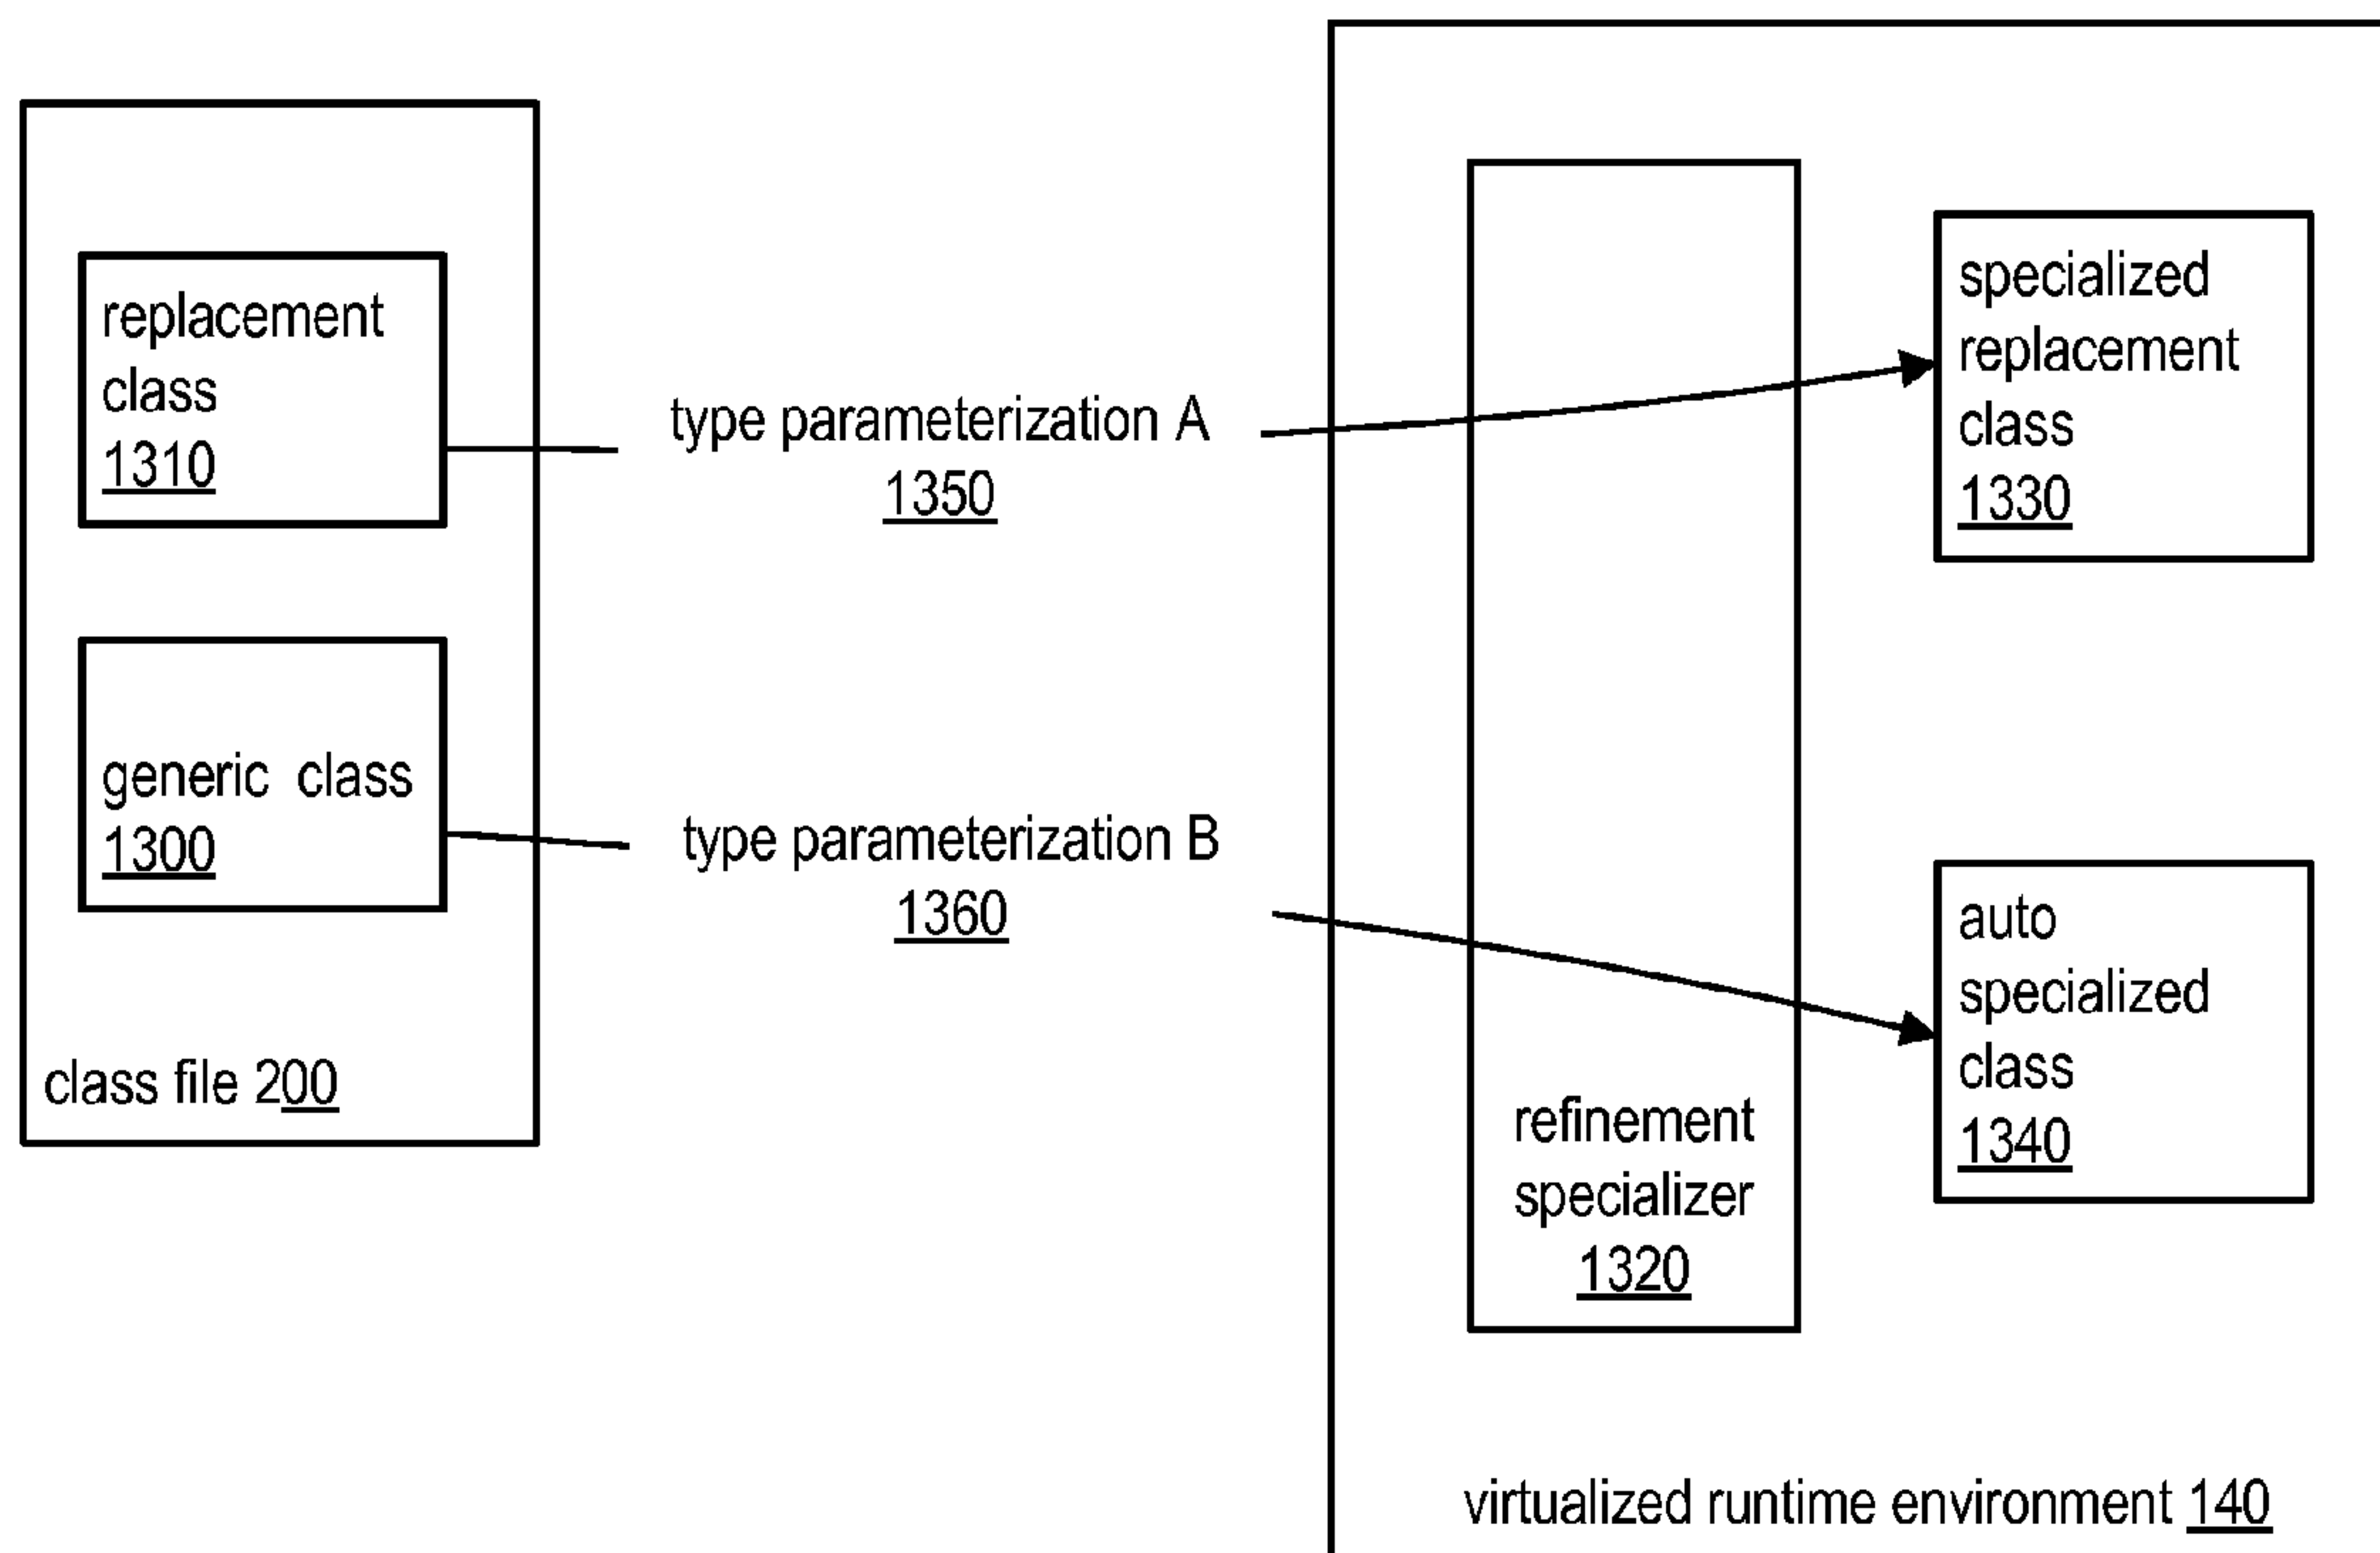 replacement
class
1310
generic class
1300
class file 200
type parameterization A
1350
type parameterization B
1360
refinement
specializer
1320
specialized
replacement
class
1330
auto
specialized
class
1340
virtualized runtime environment 140